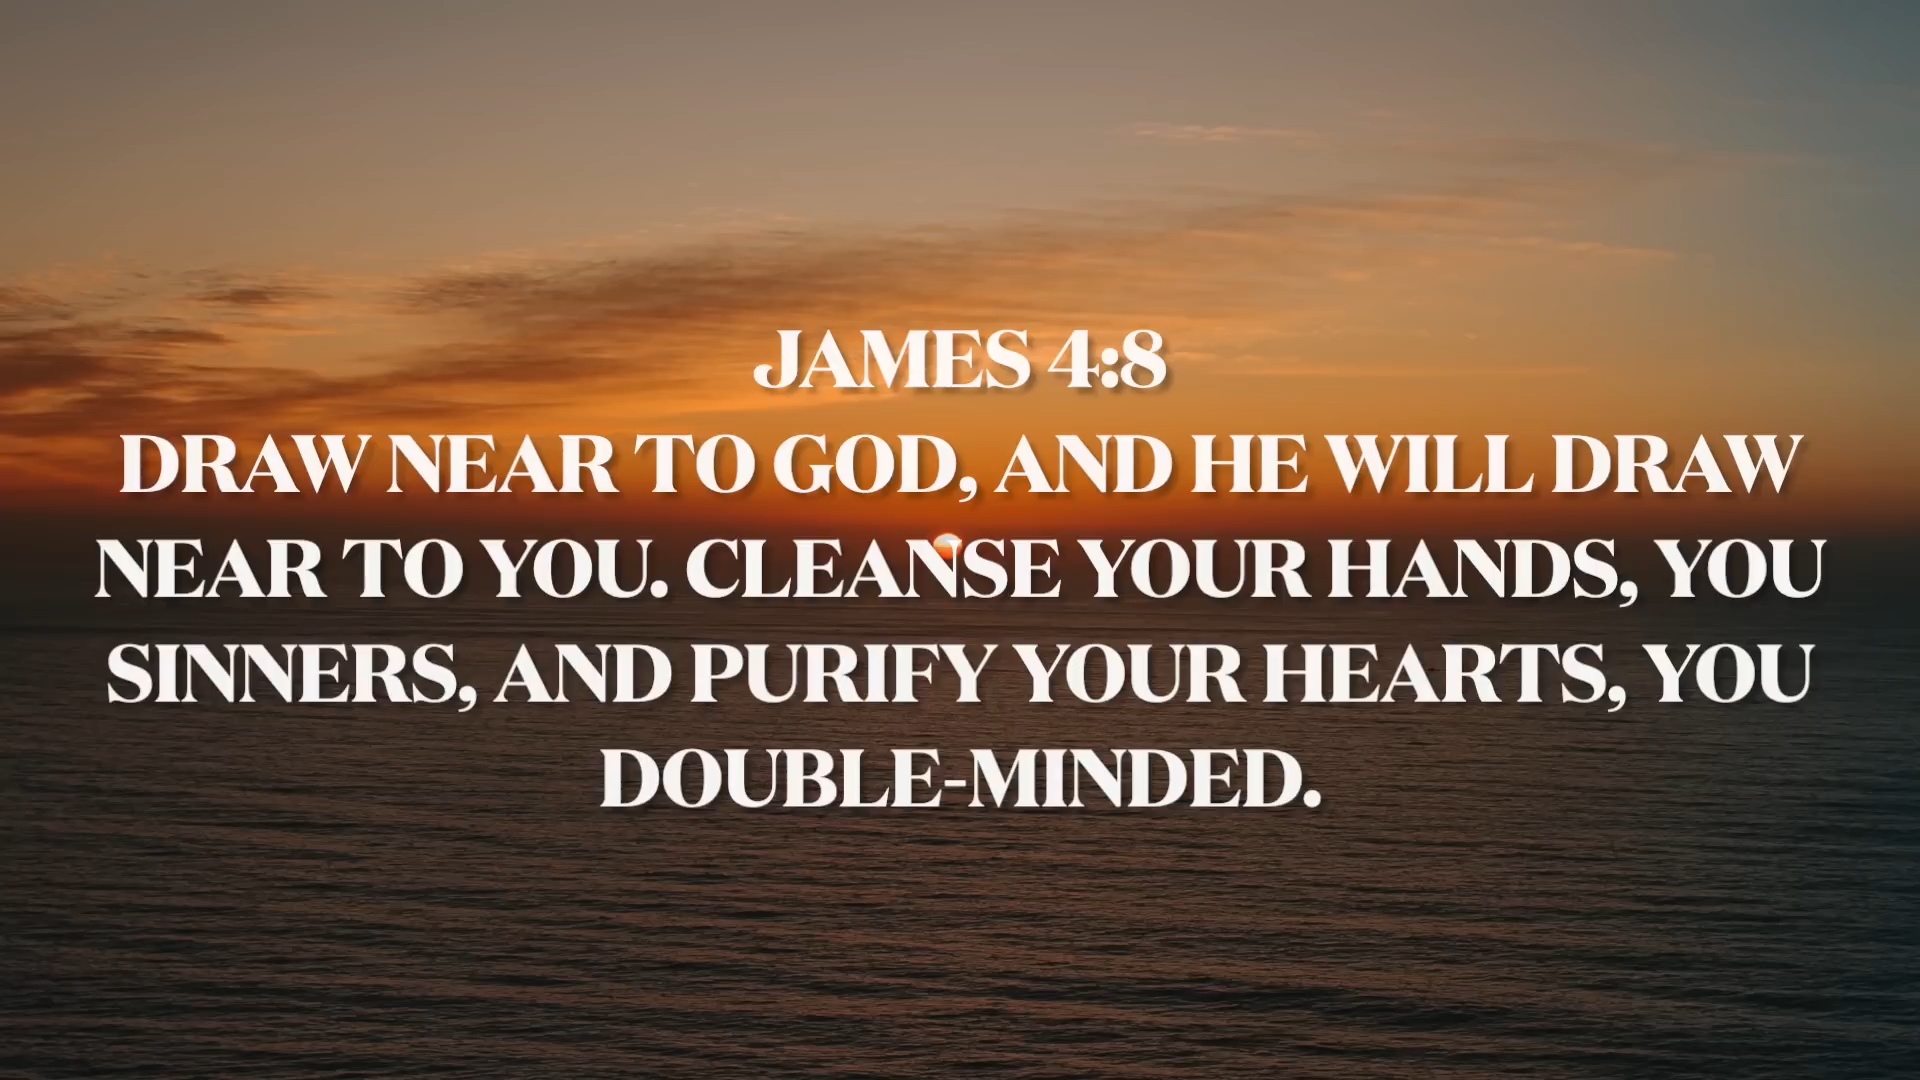 JAMES 4:8
DRAW NEAR TO GOD, AND HE WILL DRAW
NEAR TO YOU. CLEANSE YOUR HANDS, YOU
SINNERS, AND PURIFY YOUR HEARTS, YOU
DOUBLE-MINDED.